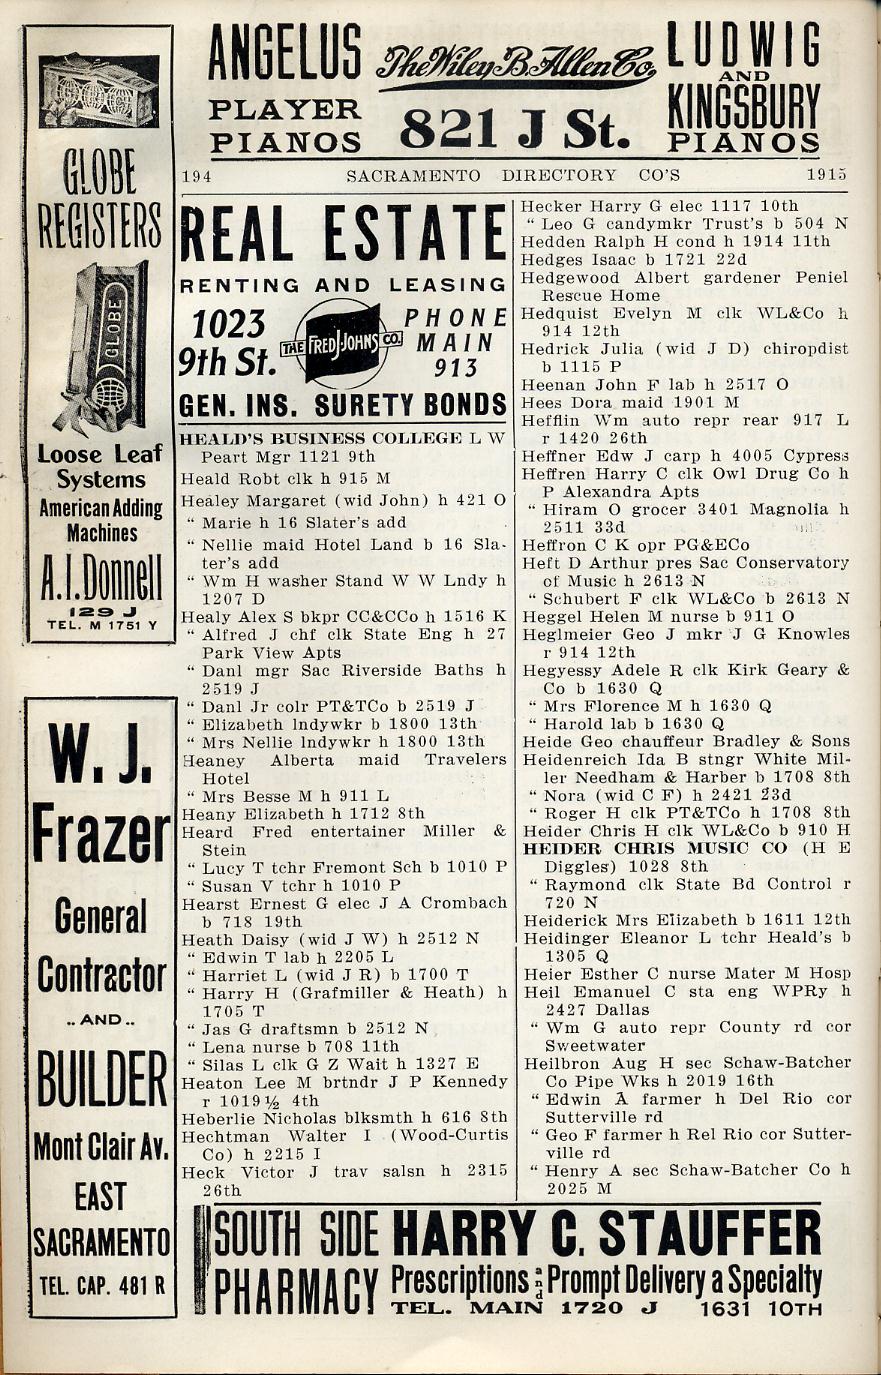 ANGELUS
PLAYER
PIANOS
The Wiley B. Allen Co.
821 J St.
LUDWIG
AND
KINGSBURY
PIANOS
GLOBE
REGISTERS
GLOBE
Loose Leaf
Systems
American Adding
Machines
A. I. Donnell
129 J
TEL. M 1751 Y
W. J.
Frazer
General
Contractor
.. AND ..
BUILDER
Mont Clair Av.
EAST
SACRAMENTO
TEL. CAP. 481 R
194 SACRAMENTO DIRECTORY CO'S 1915
REAL ESTATE
RENTING AND LEASING
1023
9th St.
THE FRED J. JOHNS CO.
PHONE
MAIN
913
GEN. INS. SURETY BONDS
HEALD'S BUSINESS COLLEGE L W
Peart Mgr 1121 9th
Heald Robt clk h 915 M
Healey Margaret (wid John) h 421 O
" Marie h 16 Slater's add
" Nellie maid Hotel Land b 16 Sla-
ter's add
" Wm H washer Stand W W Lndy h
1207 D
Healy Alex S bkpr CC&CCo h 1516 K
" Alfred J chf clk State Eng h 27
Park View Apts
" Danl mgr Sac Riverside Baths h
2519 J
" Danl Jr colr PT&TCo b 2519 J
" Elizabeth lndywkr b 1800 13th
" Mrs Nellie lndywkr h 1800 13th
Heaney Alberta maid Travelers
Hotel
" Mrs Besse M h 911 L
Heany Elizabeth h 1712 8th
Heard Fred entertainer Miller &
Stein
" Lucy T tchr Fremont Sch b 1010 P
" Susan V tchr h 1010 P
Hearst Ernest G elec J A Crombach
b 718 19th
Heath Daisy (wid J W) h 2512 N
" Edwin T lab h 2205 L
" Harriet L (wid J R) b 1700 T
" Harry H (Grafmiller & Heath) h
1705 T
" Jas G draftsmn b 2512 N
" Lena nurse b 708 11th
" Silas L clk G Z Wait h 1327 E
Heaton Lee M brtndr J P Kennedy
r 1019½ 4th
Heberlie Nicholas blksmth h 616 8th
Hechtman Walter I (Wood-Curtis
Co) h 2215 I
Heck Victor J trav salsn h 2315
26th
Hecker Harry G elec 1117 10th
" Leo G candymkr Trust's b 504 N
Hedden Ralph H cond h 1914 11th
Hedges Isaac b 1721 22d
Hedgewood Albert gardener Peniel
Rescue Home
Hedquist Evelyn M clk WL&Co h
914 12th
Hedrick Julia (wid J D) chiropdist
b 1115 P
Heenan John F lab h 2517 O
Hees Dora maid 1901 M
Hefflin Wm auto repr rear 917 L
r 1420 26th
Heffner Edw J carp h 4005 Cypress
Heffren Harry C clk Owl Drug Co h
P Alexandra Apts
" Hiram O grocer 3401 Magnolia h
2511 33d
Heffron C K opr PG&ECo
Heft D Arthur pres Sac Conservatory
of Music h 2613 N
" Schubert F clk WL&Co b 2613 N
Heggel Helen M nurse b 911 O
Heglmeier Geo J mkr J G Knowles
r 914 12th
Hegyessy Adele R clk Kirk Geary &
Co b 1630 Q
" Mrs Florence M h 1630 Q
" Harold lab b 1630 Q
Heide Geo chauffeur Bradley & Sons
Heidenreich Ida B stngr White Mil-
ler Needham & Harber b 1708 8th
" Nora (wid C F) h 2421 23d
" Roger H clk PT&TCo h 1708 8th
Heider Chris H clk WL&Co b 910 H
HEIDER CHRIS MUSIC CO (H E
Diggles) 1028 8th
" Raymond clk State Bd Control r
720 N
Heiderick Mrs Elizabeth b 1611 12th
Heidinger Eleanor L tchr Heald's b
1305 Q
Heier Esther C nurse Mater M Hosp
Heil Emanuel C sta eng WPRy h
2427 Dallas
" Wm G auto repr County rd cor
Sweetwater
Heilbron Aug H sec Schaw-Batcher
Co Pipe Wks h 2019 16th
" Edwin A farmer h Del Rio cor
Sutterville rd
" Geo F farmer h Rel Rio cor Sutter-
ville rd
" Henry A sec Schaw-Batcher Co h
2025 M
SOUTH SIDE
PHARMACY
HARRY C. STAUFFER
Prescriptions and Prompt Delivery a Specialty
TEL. MAIN 1720 J 1631 10TH